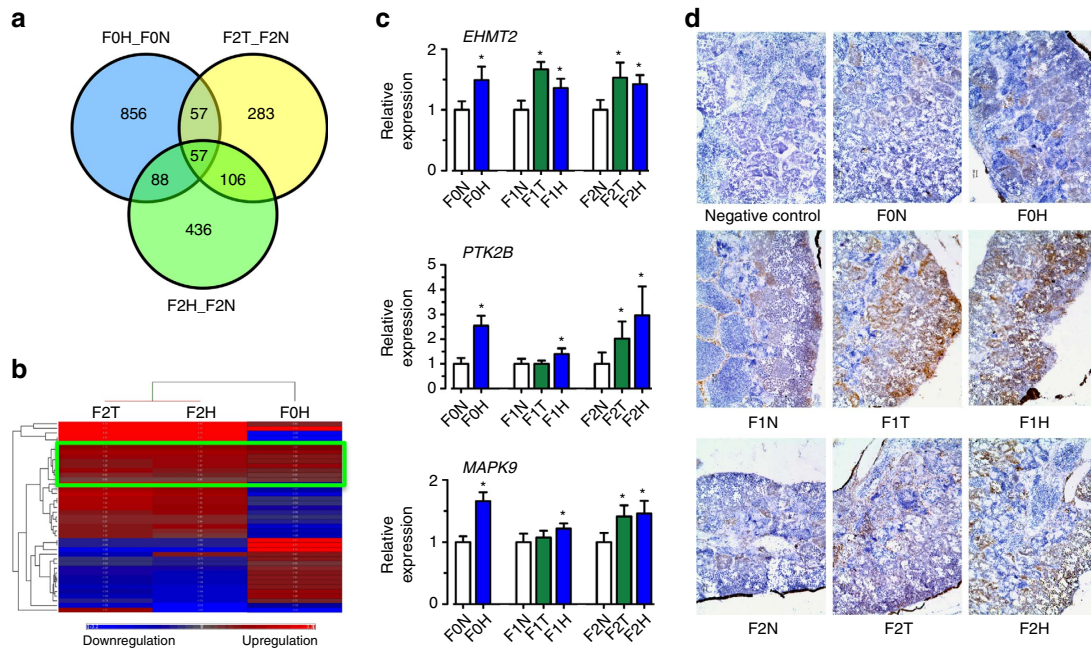 a
F0H_F0N
F2T_F2N
856
57
283
57
88
106
436
F2H_F2N
b
F2T
F2H
F0H
Downregulation
Upregulation
c
EHMT2
Relative
expression
2
1
0
*
*
*
*
*
F0N
F0H
F1N
F1T
F1H
F2N
F2T
F2H
PTK2B
Relative
expression
5
4
3
2
1
0
*
*
*
*
F0N
F0H
F1N
F1T
F1H
F2N
F2T
F2H
MAPK9
Relative
expression
2
1
0
*
*
*
*
F0N
F0H
F1N
F1T
F1H
F2N
F2T
F2H
d
Negative control
F0N
F0H
F1N
F1T
F1H
F2N
F2T
F2H